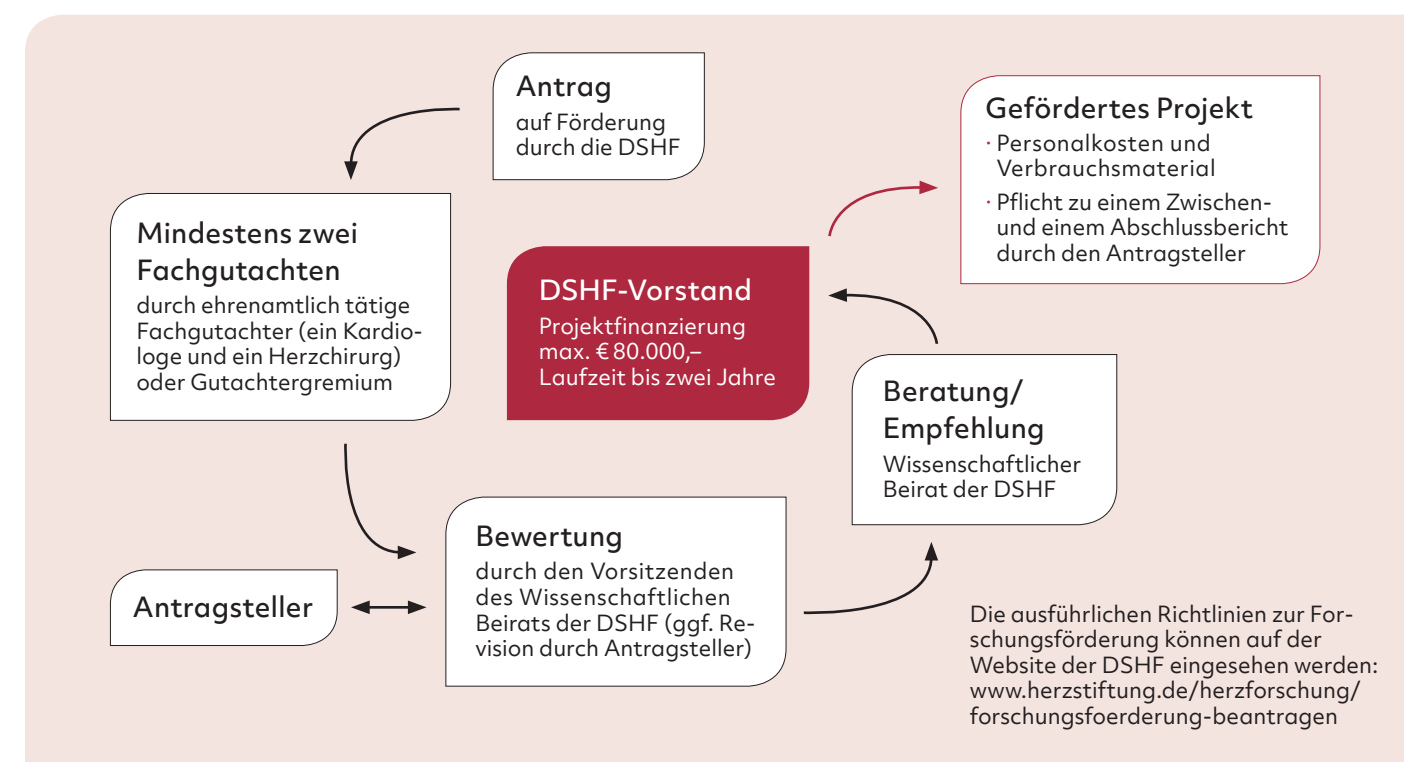 Antrag
auf Förderung
durch die DSHF
Mindestens zwei
Fachgutachten
durch ehrenamtlich tätige
Fachgutachter (ein Kardio-
loge und ein Herzchirurg)
oder Gutachtergremium
Antragsteller
Bewertung
durch den Vorsitzenden
des Wissenschaftlichen
Beirats der DSHF (ggf. Re-
vision durch Antragsteller)
Beratung/
Empfehlung
Wissenschaftlicher
Beirat der DSHF
DSHF-Vorstand
Projektfinanzierung
max. € 80.000,–
Laufzeit bis zwei Jahre
Gefördertes Projekt
· Personalkosten und
Verbrauchsmaterial
· Pflicht zu einem Zwischen-
und einem Abschlussbericht
durch den Antragsteller
Die ausführlichen Richtlinien zur For-
schungsförderung können auf der
Website der DSHF eingesehen werden:
www.herzstiftung.de/herzforschung/
forschungsfoerderung-beantragen